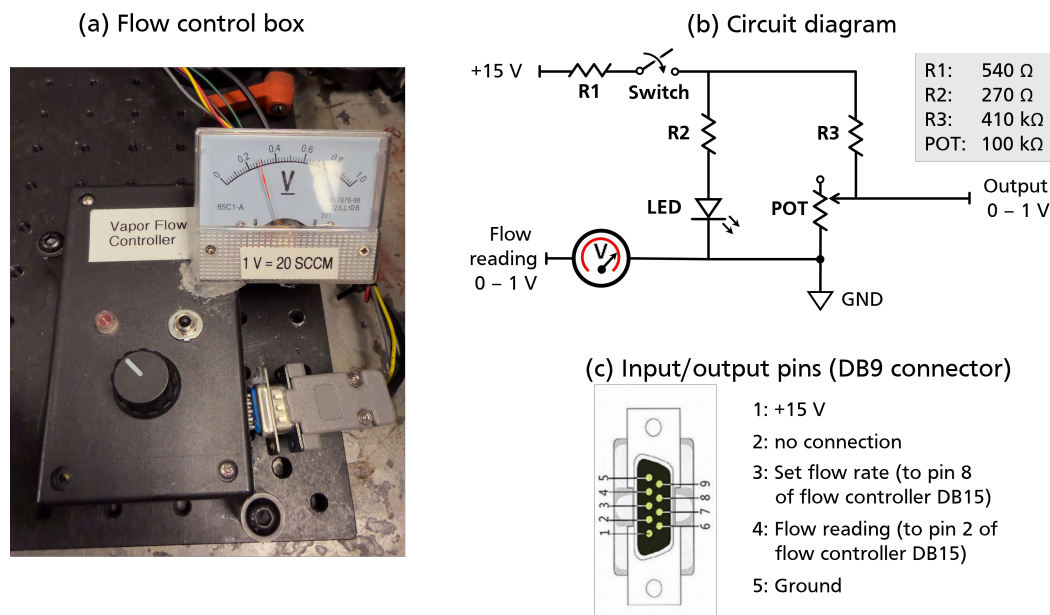 (a) Flow control box
0 0.2 0.4 0.6 0.8 1.0
V
85C1-A
Vapor Flow
Controller
1 V = 20 SCCM
(b) Circuit diagram
+15 V
R1
Switch
R2
R3
LED
POT
Output
0 – 1 V
Flow
reading
0 – 1 V
V
GND
R1: 540 Ω
R2: 270 Ω
R3: 410 kΩ
POT: 100 kΩ
(c) Input/output pins (DB9 connector)
5 4 3 2 1
9 8 7 6
1: +15 V
2: no connection
3: Set flow rate (to pin 8
of flow controller DB15)
4: Flow reading (to pin 2 of
flow controller DB15)
5: Ground